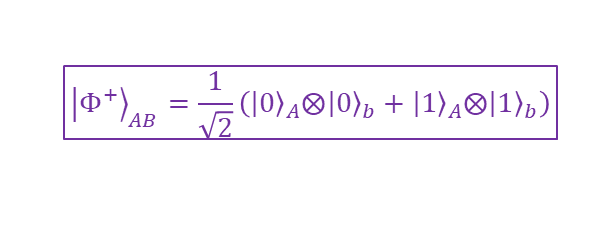 |Φ⁺⟩_AB = 1/√2 (|0⟩_A⊗|0⟩_b + |1⟩_A⊗|1⟩_b)